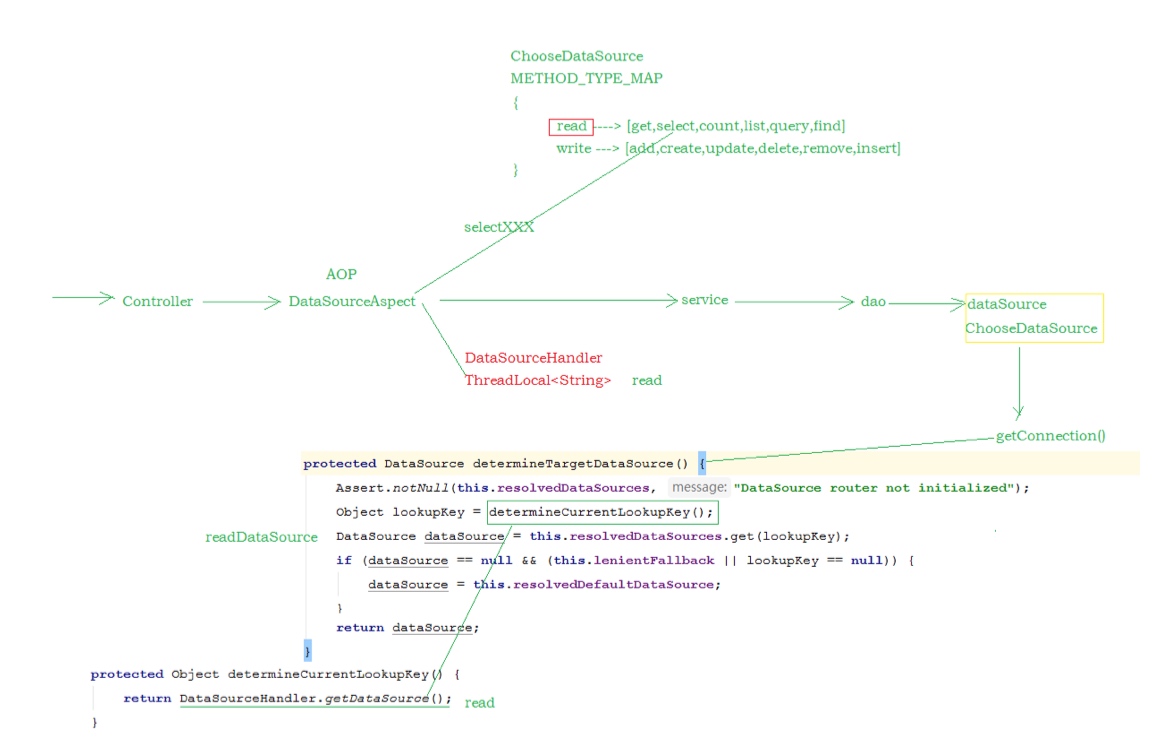 ChooseDataSource
METHOD_TYPE_MAP
{
read ----> [get,select,count,list,query,find]
write ---> [add,create,update,delete,remove,insert]
}
selectXXX
AOP
Controller
DataSourceAspect
service
dao
dataSource
ChooseDataSource
DataSourceHandler
ThreadLocal<String> read
getConnection()
protected DataSource determineTargetDataSource() {
Assert.notNull(this.resolvedDataSources, message: "DataSource router not initialized");
Object lookupKey = determineCurrentLookupKey();
readDataSource
DataSource dataSource = this.resolvedDataSources.get(lookupKey);
if (dataSource == null && (this.lenientFallback || lookupKey == null)) {
dataSource = this.resolvedDefaultDataSource;
}
return dataSource;
}
protected Object determineCurrentLookupKey() {
return DataSourceHandler.getDataSource(); read
}